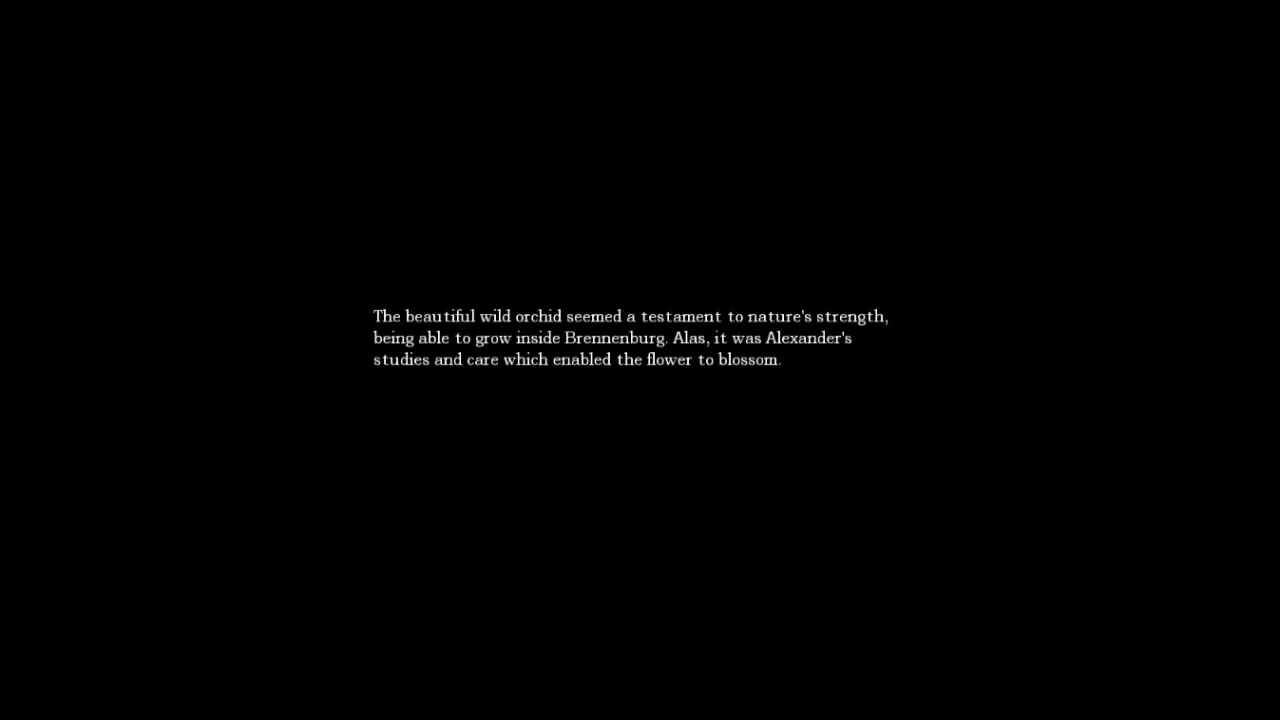 The beautiful wild orchid seemed a testament to nature's strength,
being able to grow inside Brennenburg. Alas, it was Alexander's
studies and care which enabled the flower to blossom.